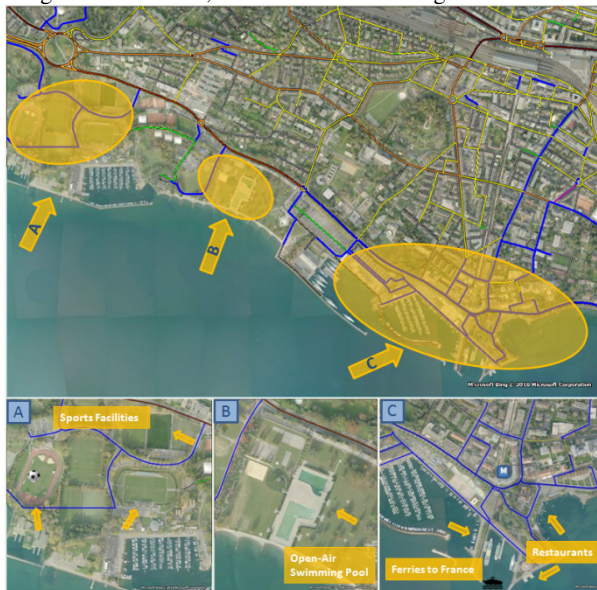 A
B
C
Microsoft Bing © 2010 Microsoft Corporation
A
Sports Facilities
B
Open-Air
Swimming Pool
C
M
Restaurants
Ferries to France